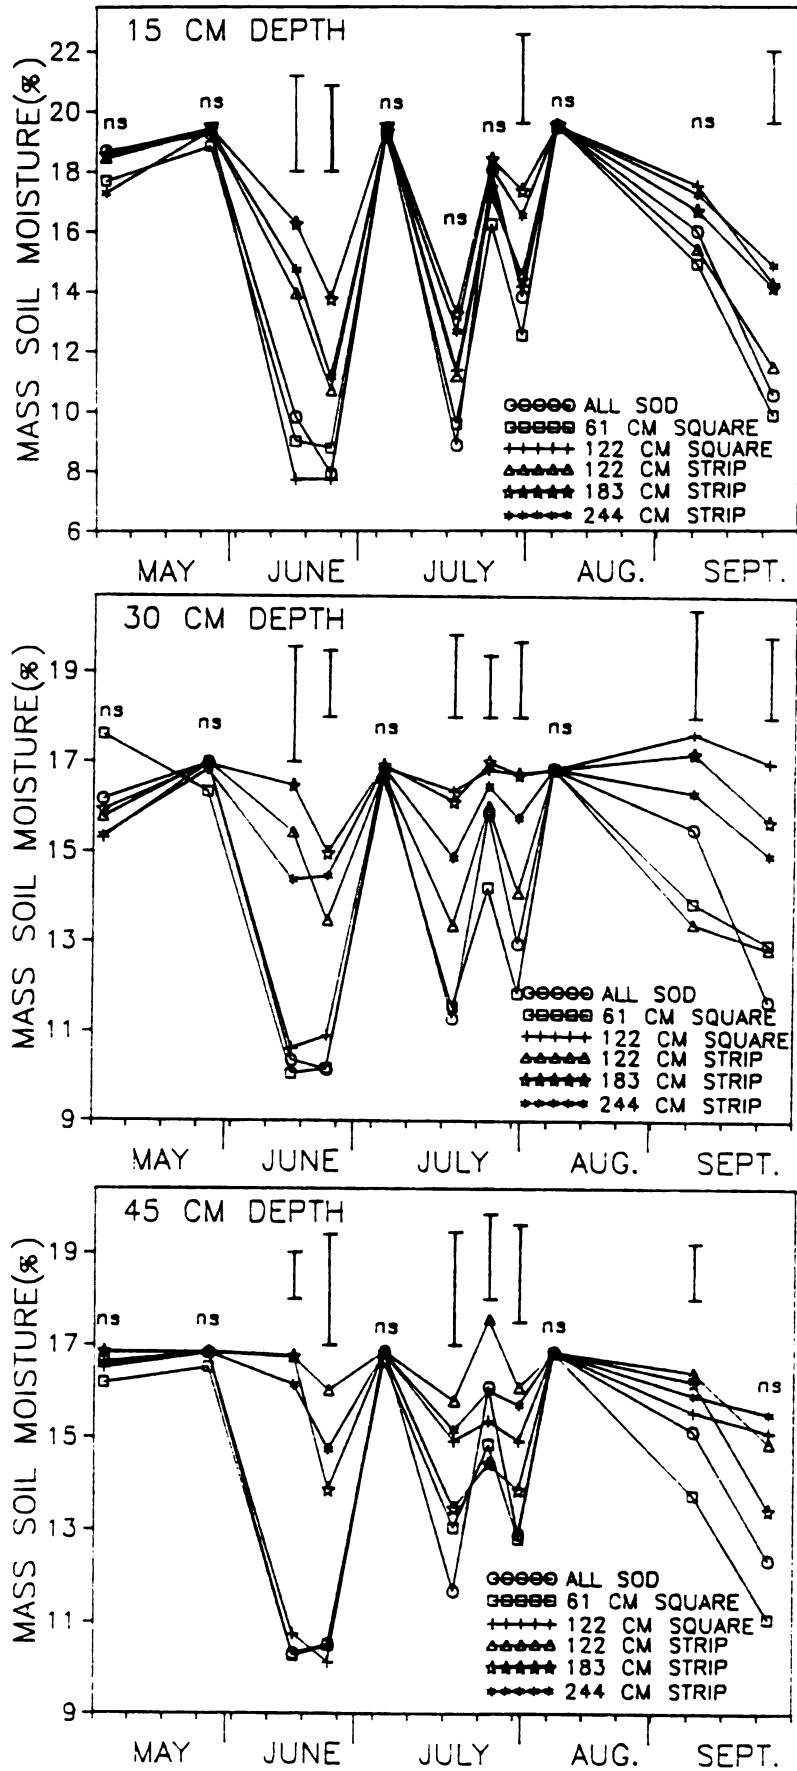 15 CM DEPTH
MASS SOIL MOISTURE(%)
22
20
18
16
14
12
10
8
6
ns
ns
ns
ns
ns
ns
ns
ALL SOD
61 CM SQUARE
122 CM SQUARE
122 CM STRIP
183 CM STRIP
244 CM STRIP
MAY JUNE JULY AUG. SEPT.
30 CM DEPTH
MASS SOIL MOISTURE(%)
19
17
15
13
11
9
ns
ns
ns
ns
ALL SOD
61 CM SQUARE
122 CM SQUARE
122 CM STRIP
183 CM STRIP
244 CM STRIP
MAY JUNE JULY AUG. SEPT.
45 CM DEPTH
MASS SOIL MOISTURE(%)
19
17
15
13
11
9
ns
ns
ns
ns
ns
ALL SOD
61 CM SQUARE
122 CM SQUARE
122 CM STRIP
183 CM STRIP
244 CM STRIP
MAY JUNE JULY AUG. SEPT.